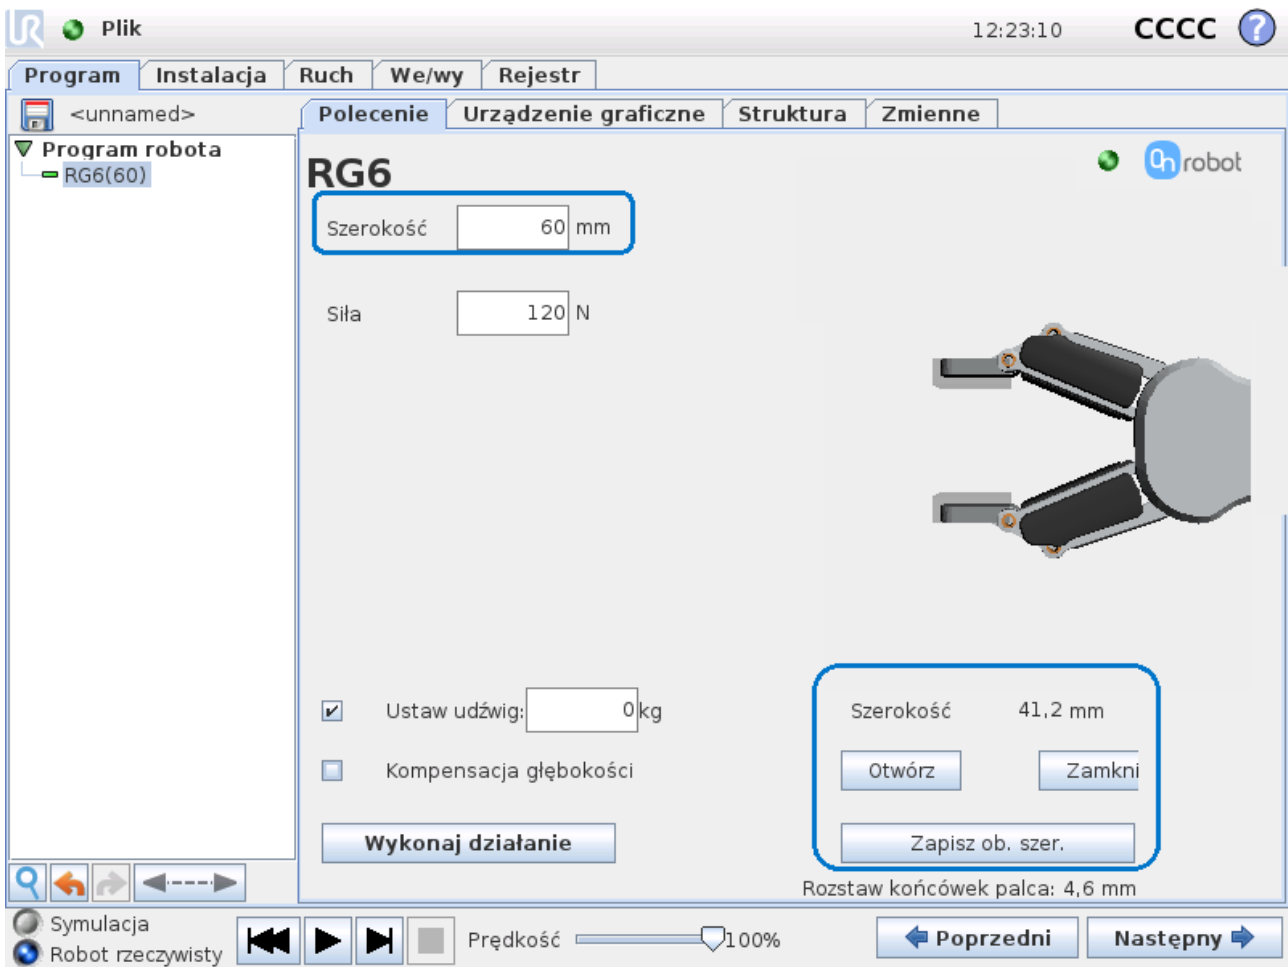 UR Plik 12:23:10 CCCC ?
Program Instalacja Ruch We/wy Rejestr
<unnamed> Polecenie Urządzenie graficzne Struktura Zmienne
Program robota
RG6(60)
RG6
On robot
Szerokość 60 mm
Siła 120 N
Ustaw udźwig: 0 kg
Szerokość 41,2 mm
Kompensacja głębokości
Otwórz Zamkni
Wykonaj działanie
Zapisz ob. szer.
Rozstaw końcówek palca: 4,6 mm
Symulacja
Robot rzeczywisty
Prędkość 100%
Poprzedni Następny